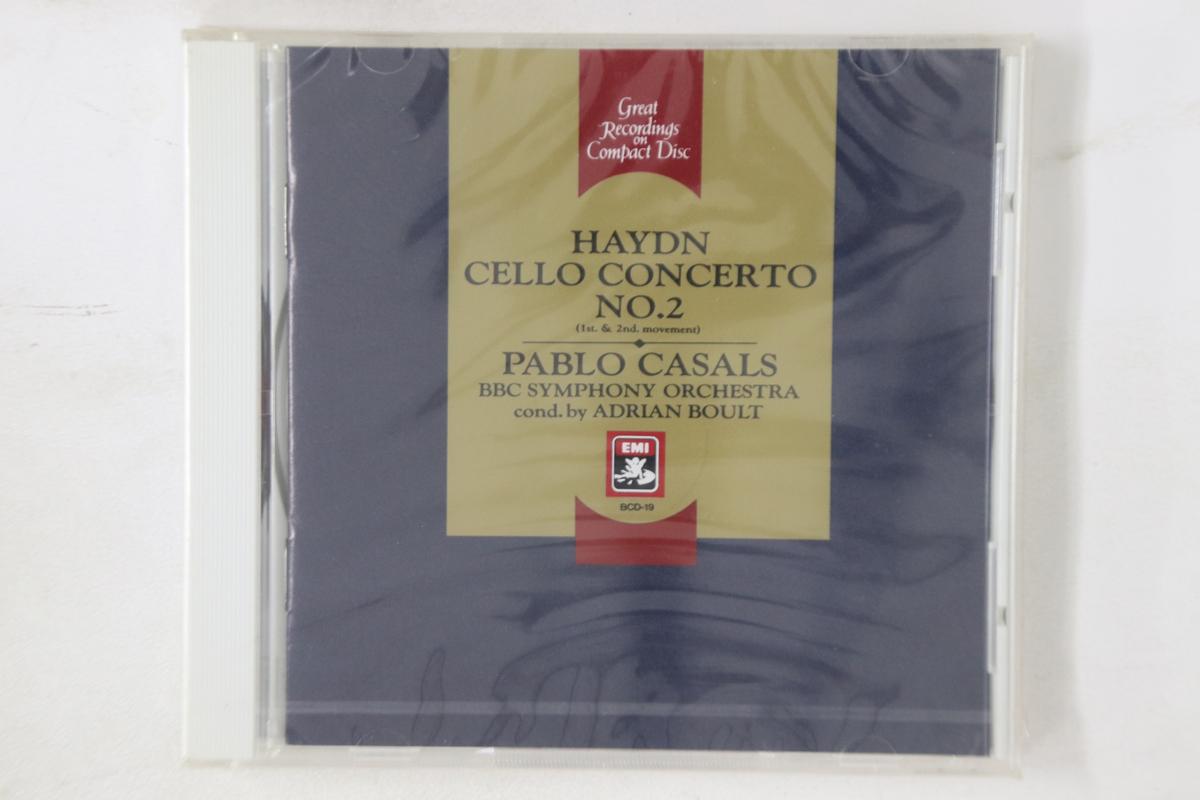 Great
Recordings
on
Compact Disc
HAYDN
CELLO CONCERTO
NO.2
(1st. & 2nd. movement)
PABLO CASALS
BBC SYMPHONY ORCHESTRA
cond. by ADRIAN BOULT
EMI
BCD-19